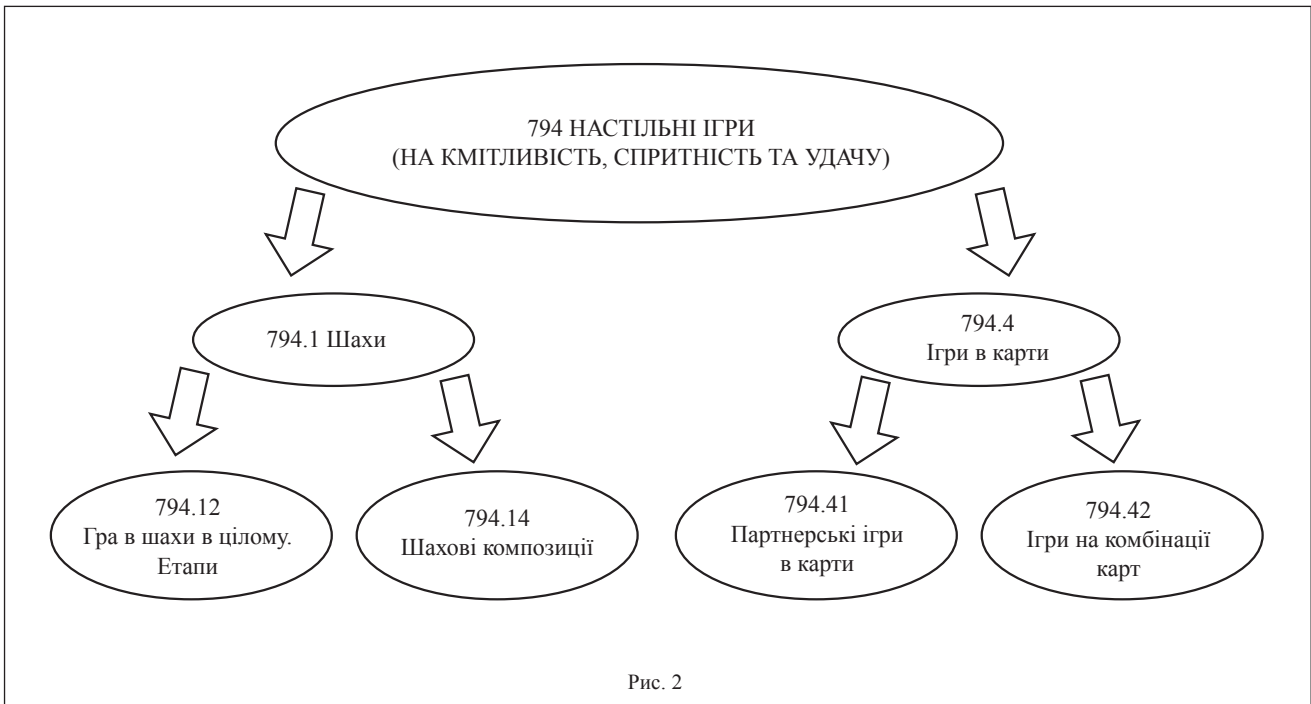 794 НАСТІЛЬНІ ІГРИ
(НА КМІТЛИВІСТЬ, СПРИТНІСТЬ ТА УДАЧУ)
794.1 Шахи
794.4
Ігри в карти
794.12
Гра в шахи в цілому.
Етапи
794.14
Шахові композиції
794.41
Партнерські ігри
в карти
794.42
Ігри на комбінації
карт
Рис. 2